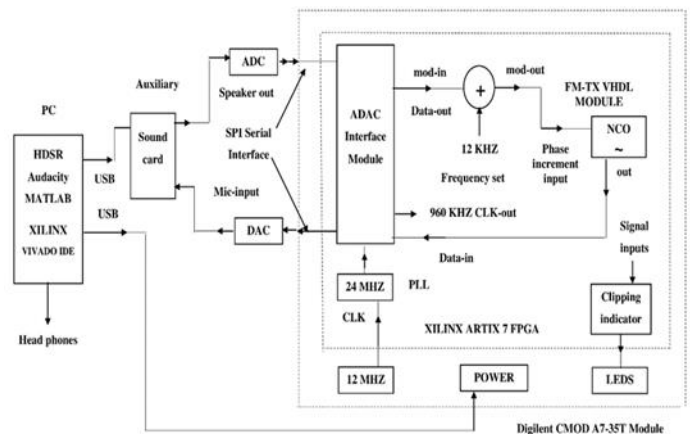 PC
HDSR
Audacity
MATLAB
XILINX
VIVADO IDE
Head phones
USB
USB
Sound
card
Auxiliary
ADC
Speaker out
SPI Serial
Interface
Mic-input
DAC
ADAC
Interface
Module
mod-in
Data-out
+
mod-out
12 KHZ
Frequency set
FM-TX VHDL
MODULE
Phase
increment
input
NCO
~
out
960 KHZ CLK-out
Data-in
Signal
inputs
Clipping
indicator
24 MHZ
PLL
CLK
XILINX ARTIX 7 FPGA
12 MHZ
POWER
LEDS
Digilent CMOD A7-35T Module